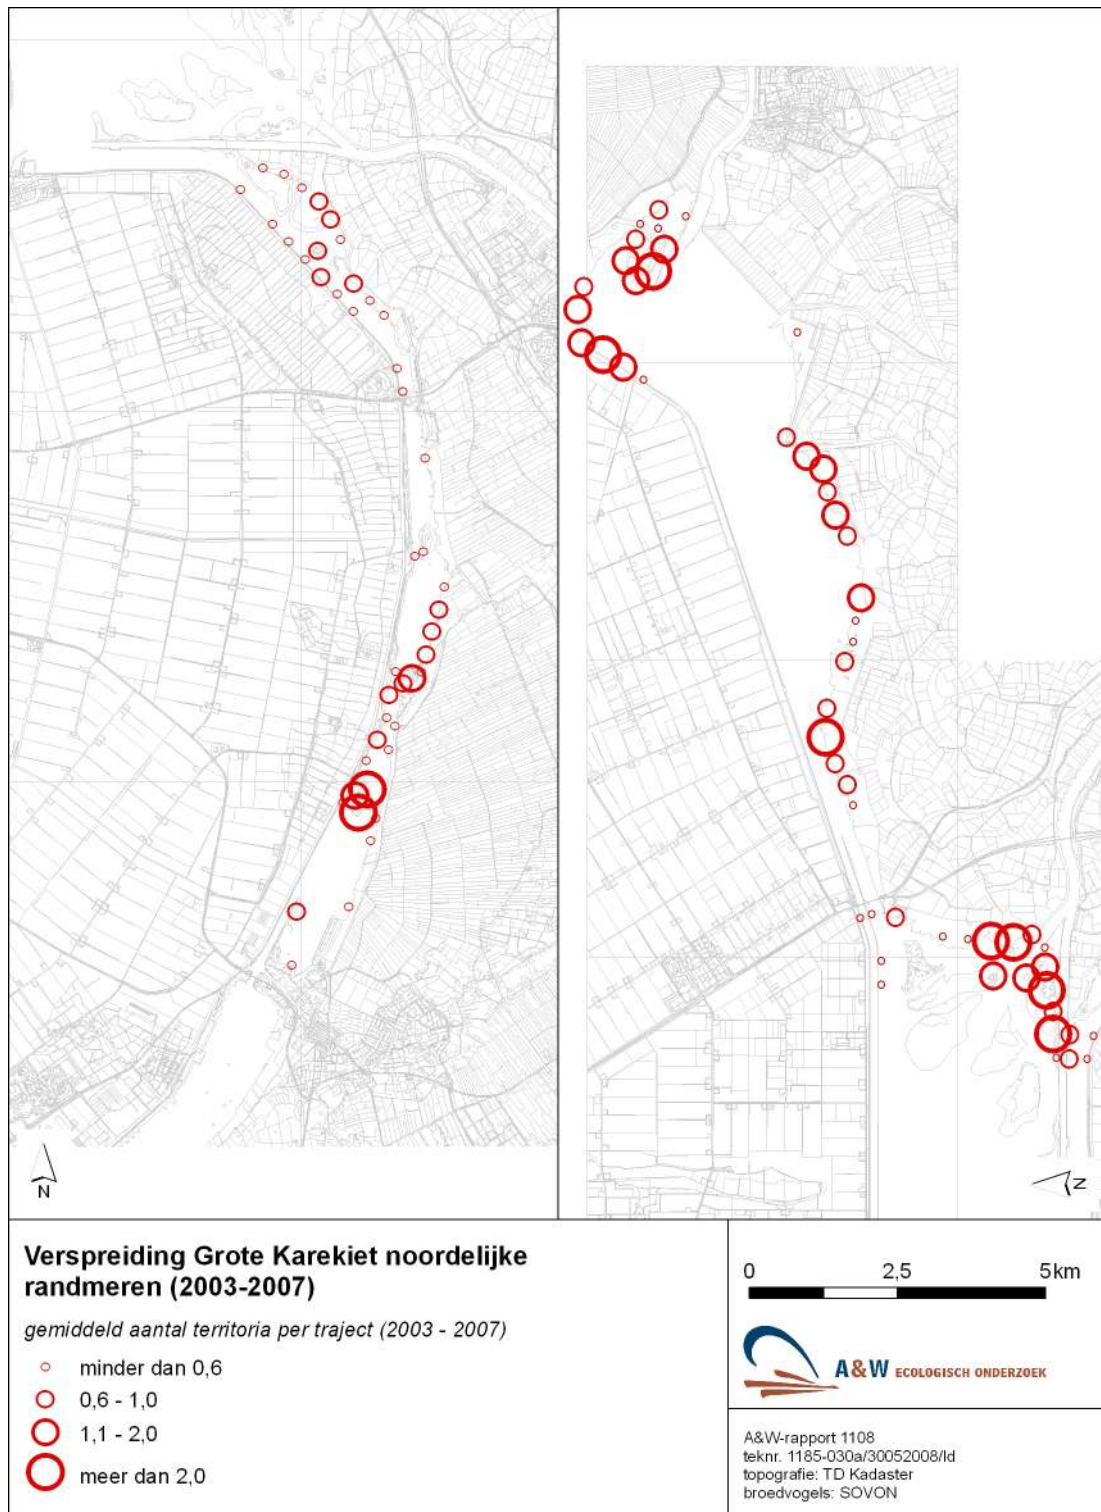 N
N
Verspreiding Grote Karekiet noordelijke
randmeren (2003-2007)
gemiddeld aantal territoria per traject (2003 - 2007)
minder dan 0,6
0,6 - 1,0
1,1 - 2,0
meer dan 2,0
0 2,5 5km
A&W ECOLOGISCH ONDERZOEK
A&W-rapport 1108
teknr. 1185-030a/30052008/ld
topografie: TD Kadaster
broedvogels: SOVON